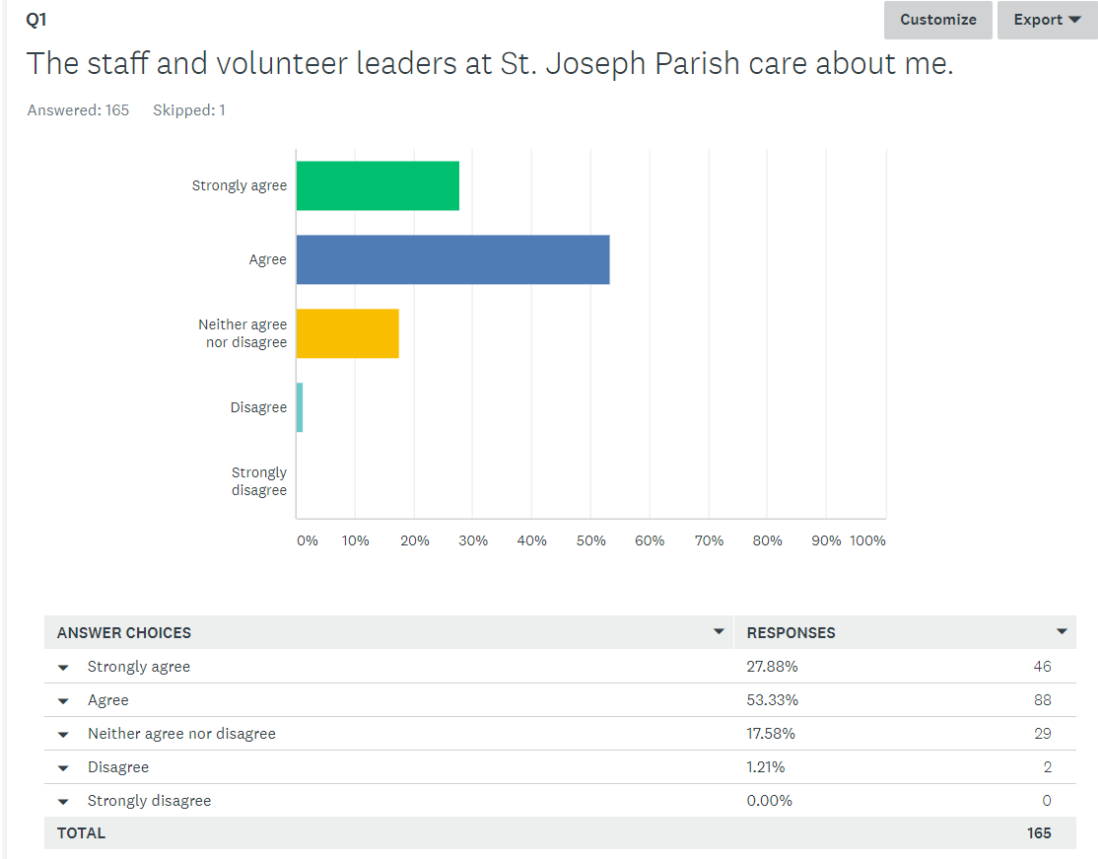 Q1
Customize
Export
The staff and volunteer leaders at St. Joseph Parish care about me.
Answered: 165 Skipped: 1
Strongly agree
Agree
Neither agree
nor disagree
Disagree
Strongly
disagree
0% 10% 20% 30% 40% 50% 60% 70% 80% 90% 100%
ANSWER CHOICES RESPONSES
Strongly agree 27.88% 46
Agree 53.33% 88
Neither agree nor disagree 17.58% 29
Disagree 1.21% 2
Strongly disagree 0.00% 0
TOTAL 165